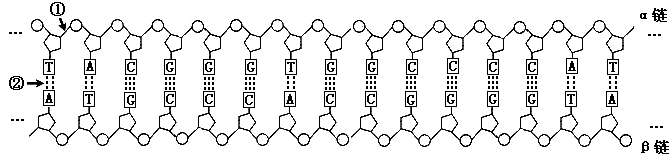 ①
α链
… T A C G G G T G G C C C C A T …
②
A T G C C C A C C G G G G T A
… …
β链